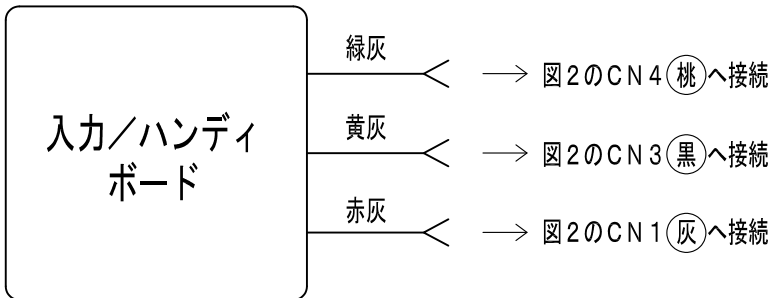 入力／ハンディ
ボード
緑灰
図2のCN4桃へ接続
黄灰
図2のCN3黒へ接続
赤灰
図2のCN1灰へ接続